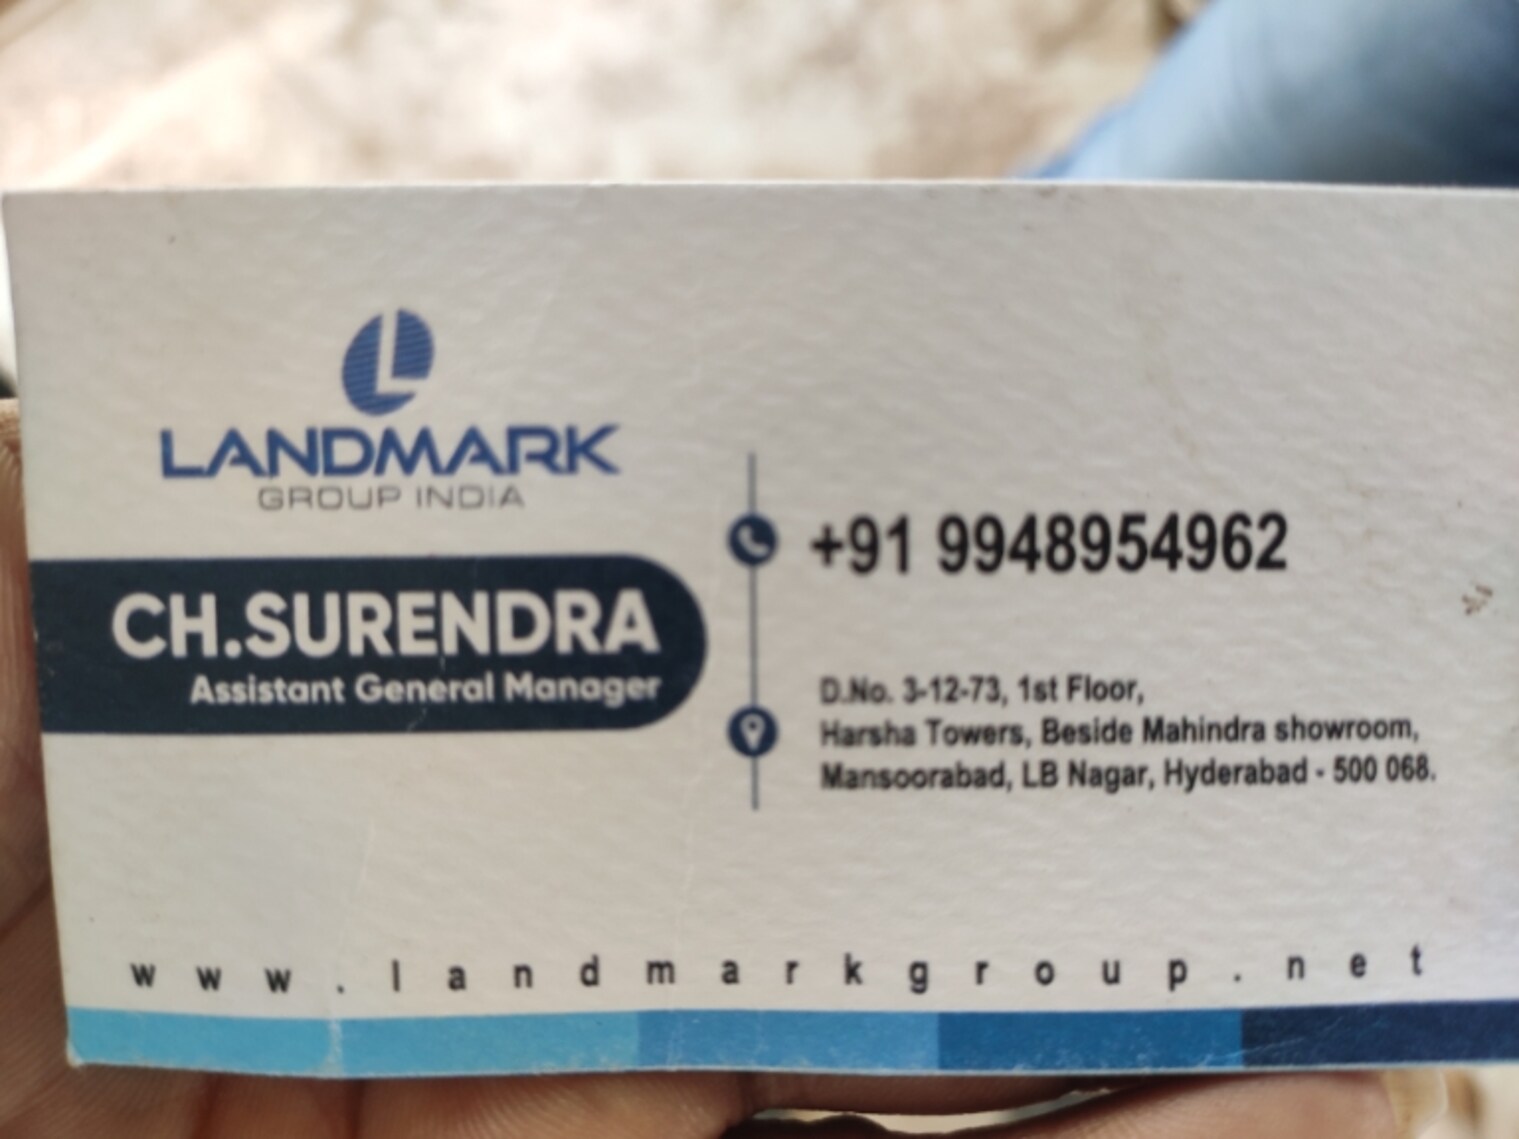 LANDMARK
GROUP INDIA
CH.SURENDRA
Assistant General Manager
+91 9948954962
D.No. 3-12-73, 1st Floor,
Harsha Towers, Beside Mahindra showroom,
Mansoorabad, LB Nagar, Hyderabad - 500 068.
www.landmarkgroup.net